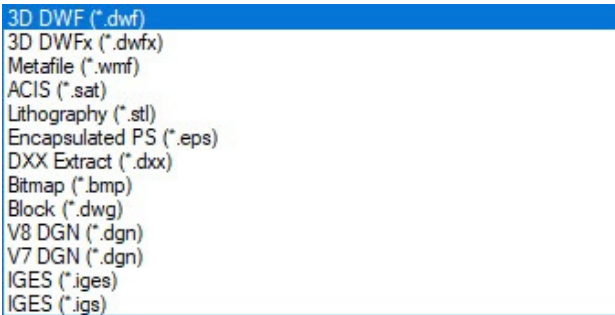 3D DWF (*.dwf)
3D DWFx (*.dwfx)
Metafile (*.wmf)
ACIS (*.sat)
Lithography (*.stl)
Encapsulated PS (*.eps)
DXX Extract (*.dxx)
Bitmap (*.bmp)
Block (*.dwg)
V8 DGN (*.dgn)
V7 DGN (*.dgn)
IGES (*.iges)
IGES (*.igs)